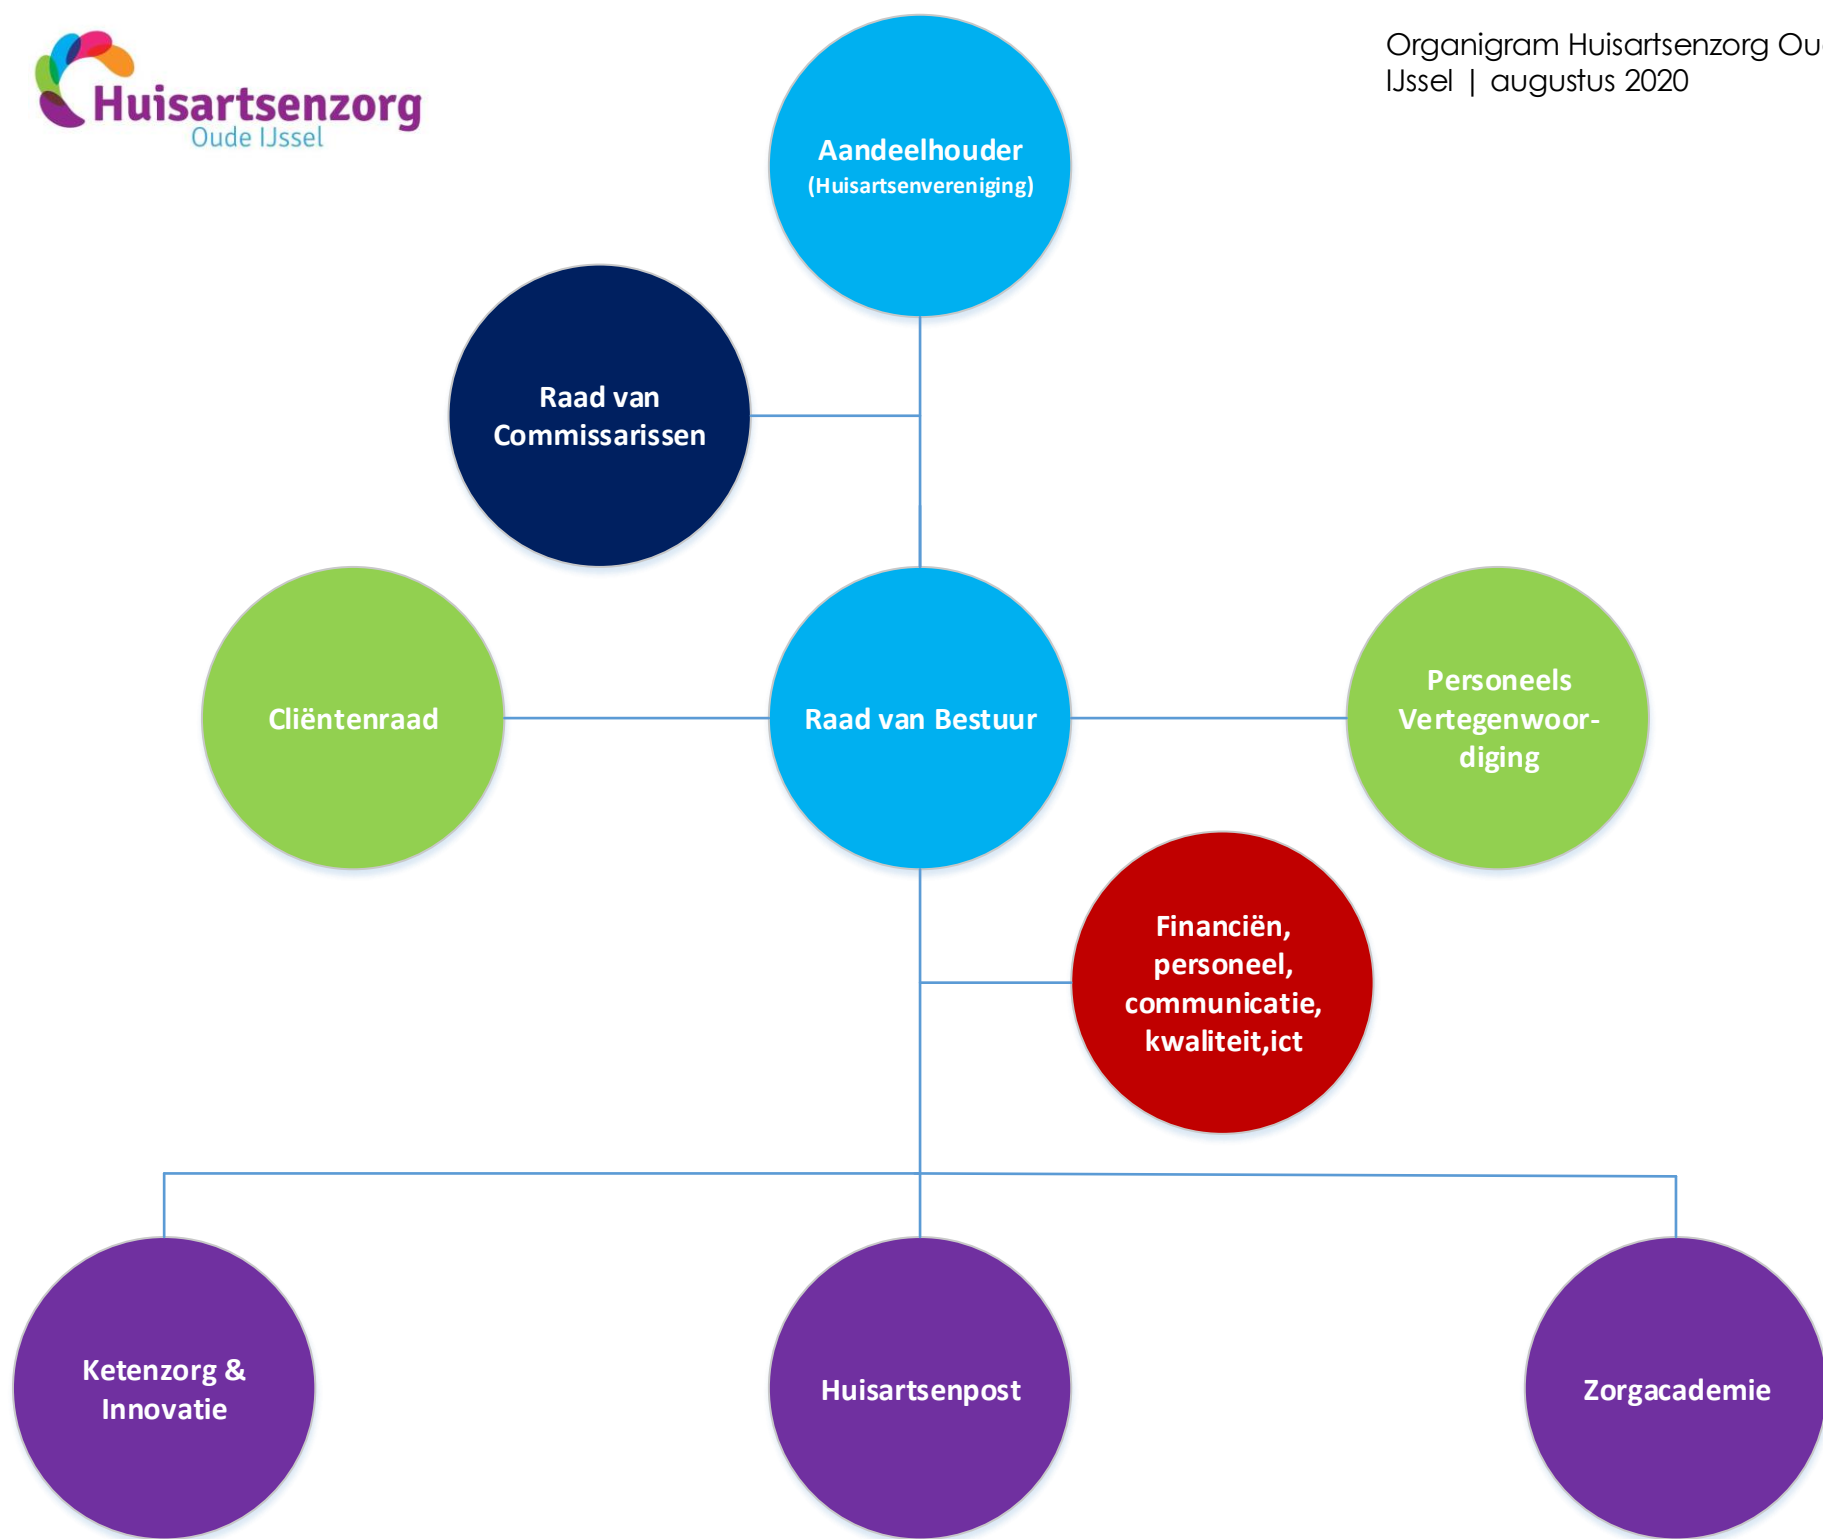 Huisartsenzorg
Oude IJssel
Organigram Huisartsenzorg
IJssel | augustus 2020
Aandeelhouder
(Huisartsenvereniging)
Raad van
Commissarissen
Cliëntenraad
Raad van Bestuur
Personeels
Vertegenwoor-
diging
Financiën,
personeel,
communicatie,
kwaliteit,ict
Ketenzorg &
Innovatie
Huisartsenpost
Zorgacademie